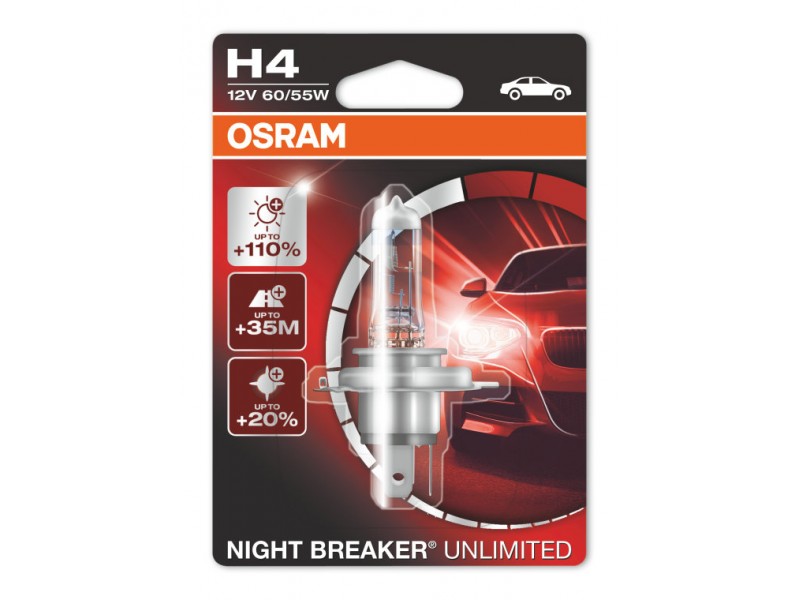 H4
12V 60/55W
OSRAM
UP TO
+110%
UP TO
+35M
UP TO
+20%
NIGHT BREAKER® UNLIMITED